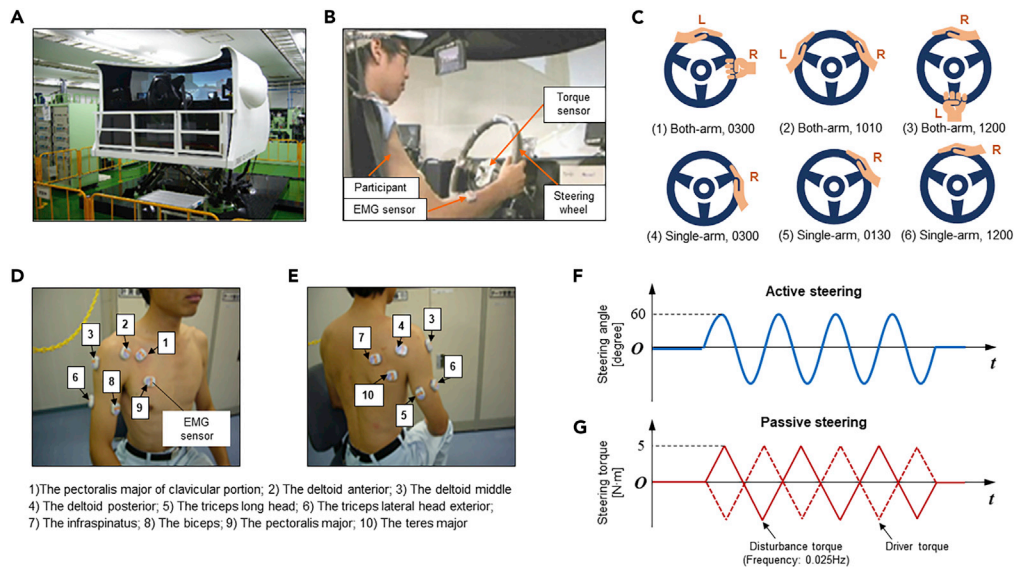 A
B
Torque
sensor
Participant
EMG sensor
Steering
wheel
C
L
R
(1) Both-arm, 0300
L
R
(2) Both-arm, 1010
R
L
(3) Both-arm, 1200
R
(4) Single-arm, 0300
R
(5) Single-arm, 0130
R
(6) Single-arm, 1200
D
3
2
1
6
8
9
EMG
sensor
E
7
4
3
6
10
5
1)The pectoralis major of clavicular portion; 2) The deltoid anterior; 3) The deltoid middle
4) The deltoid posterior; 5) The triceps long head; 6) The triceps lateral head exterior;
7) The infraspinatus; 8) The biceps; 9) The pectoralis major; 10) The teres major
F
Active steering
Steering angle
[degree]
60
O
t
G
Passive steering
Steering torque
[N·m]
5
O
t
Disturbance torque
(Frequency: 0.025Hz)
Driver torque